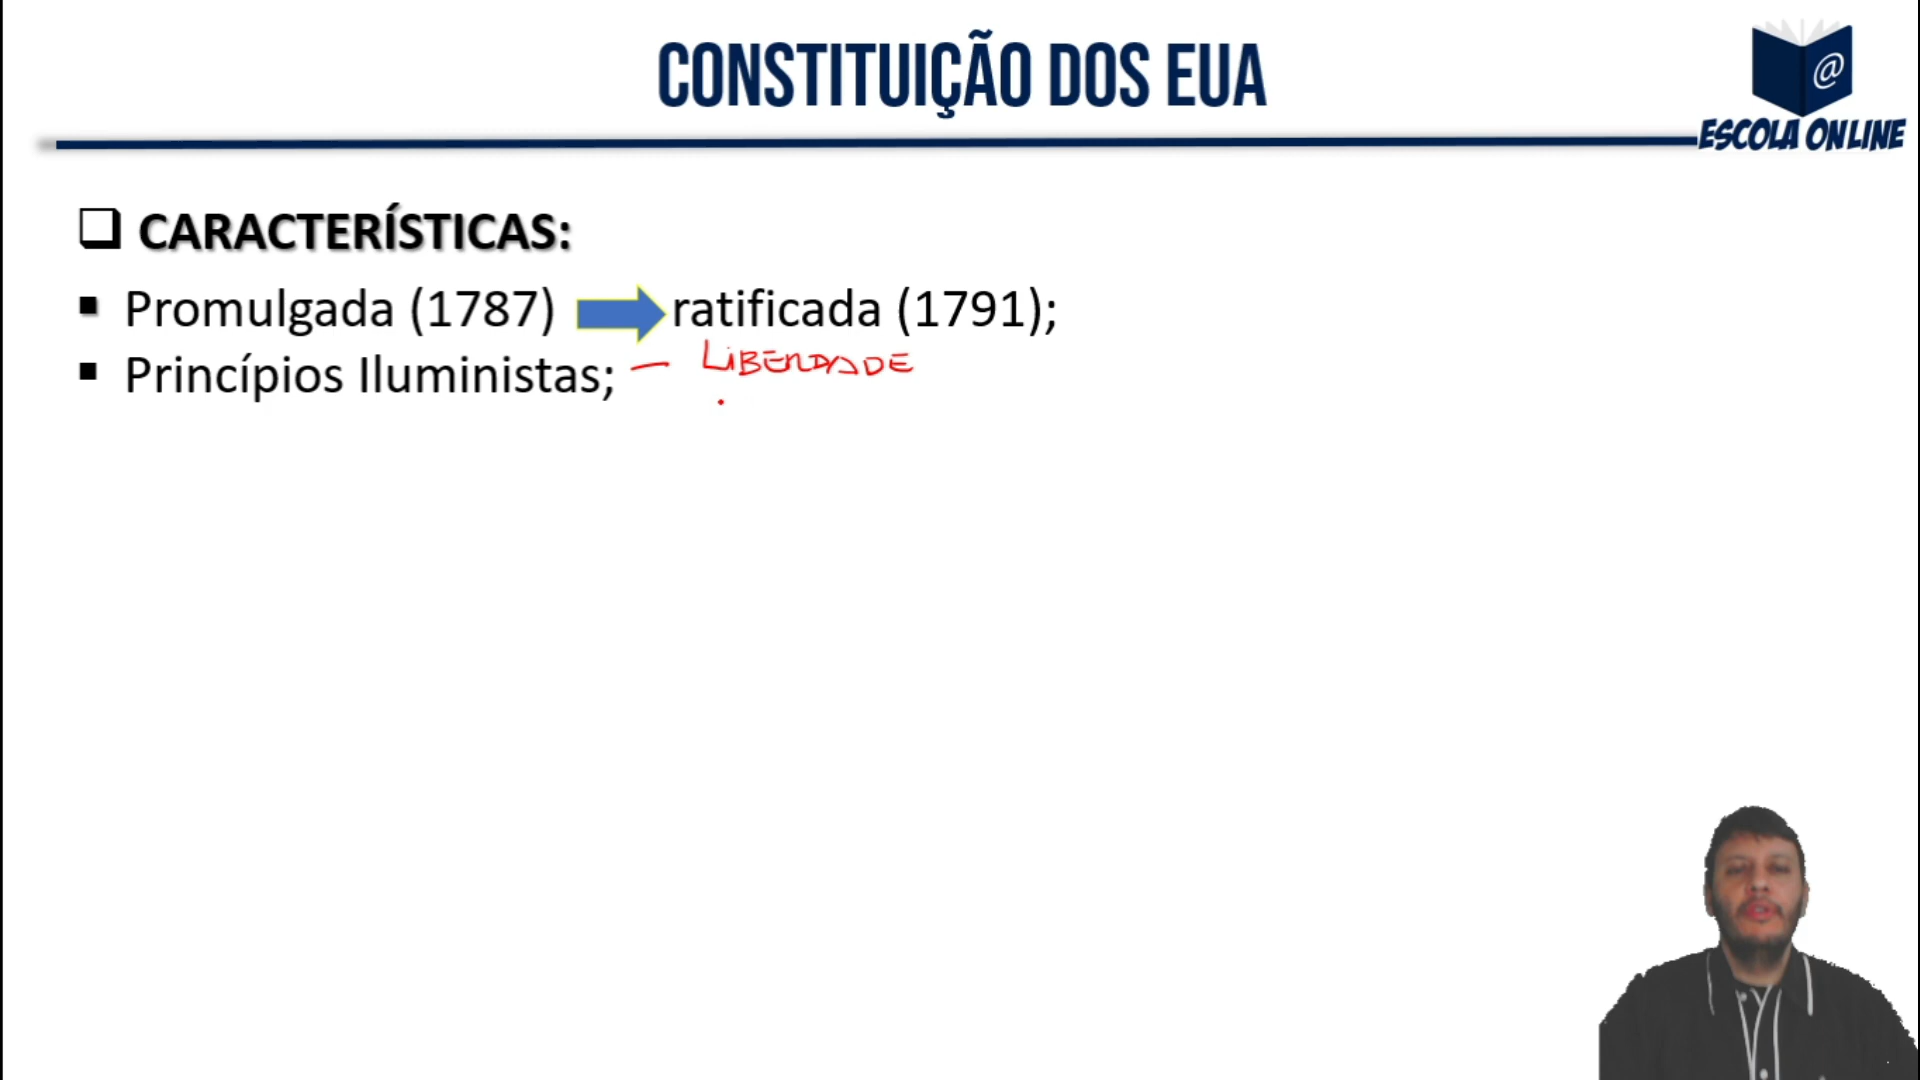 CONSTITUIÇÃO DOS EUA
@
ESCOLA ONLINE
CARACTERÍSTICAS:
Promulgada (1787) ratificada (1791);
Princípios Iluministas; — LIBERDADE